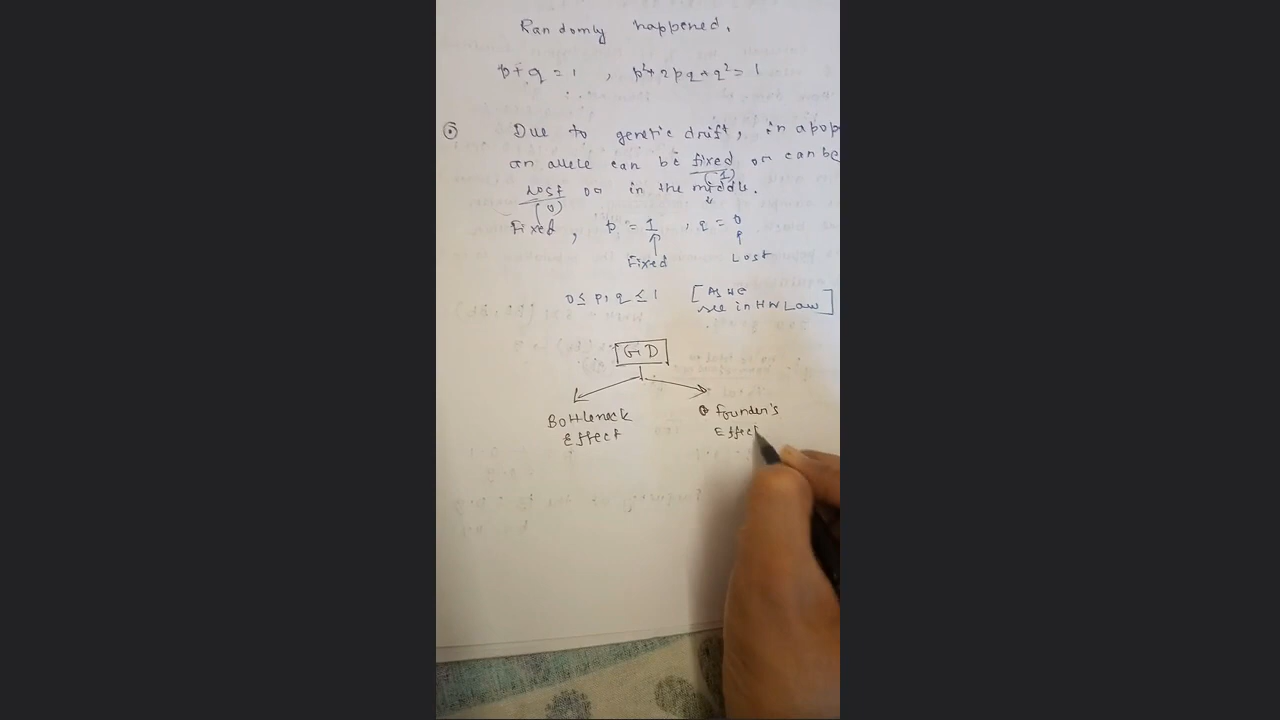 Randomly happened.
p+q=1 , p²+2pq+q²=1
⑥ Due to genetic drift, in a pop
an allele can be fixed or can be
(1)
Lost or in the middle.
(0)
Fixed, p = 1 , q = 0
Fixed Lost
0 ≤ p, q ≤ 1 [As we
see in HW Law]
GD
Bottleneck Founder's
Effect Effect